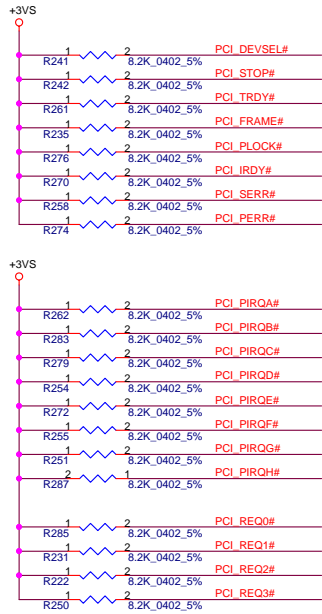 +3VS
1 2 PCI_DEVSEL#
R241 8.2K_0402_5%
1 2 PCI_STOP#
R242 8.2K_0402_5%
1 2 PCI_TRDY#
R261 8.2K_0402_5%
1 2 PCI_FRAME#
R235 8.2K_0402_5%
1 2 PCI_PLOCK#
R276 8.2K_0402_5%
1 2 PCI_IRDY#
R270 8.2K_0402_5%
1 2 PCI_SERR#
R258 8.2K_0402_5%
1 2 PCI_PERR#
R274 8.2K_0402_5%
+3VS
1 2 PCI_PIRQA#
R262 8.2K_0402_5%
1 2 PCI_PIRQB#
R283 8.2K_0402_5%
1 2 PCI_PIRQC#
R279 8.2K_0402_5%
1 2 PCI_PIRQD#
R254 8.2K_0402_5%
1 2 PCI_PIRQE#
R272 8.2K_0402_5%
1 2 PCI_PIRQF#
R255 8.2K_0402_5%
1 2 PCI_PIRQG#
R251 8.2K_0402_5%
2 1 PCI_PIRQH#
R287 8.2K_0402_5%
1 2 PCI_REQ0#
R285 8.2K_0402_5%
1 2 PCI_REQ1#
R231 8.2K_0402_5%
1 2 PCI_REQ2#
R222 8.2K_0402_5%
1 2 PCI_REQ3#
R250 8.2K_0402_5%